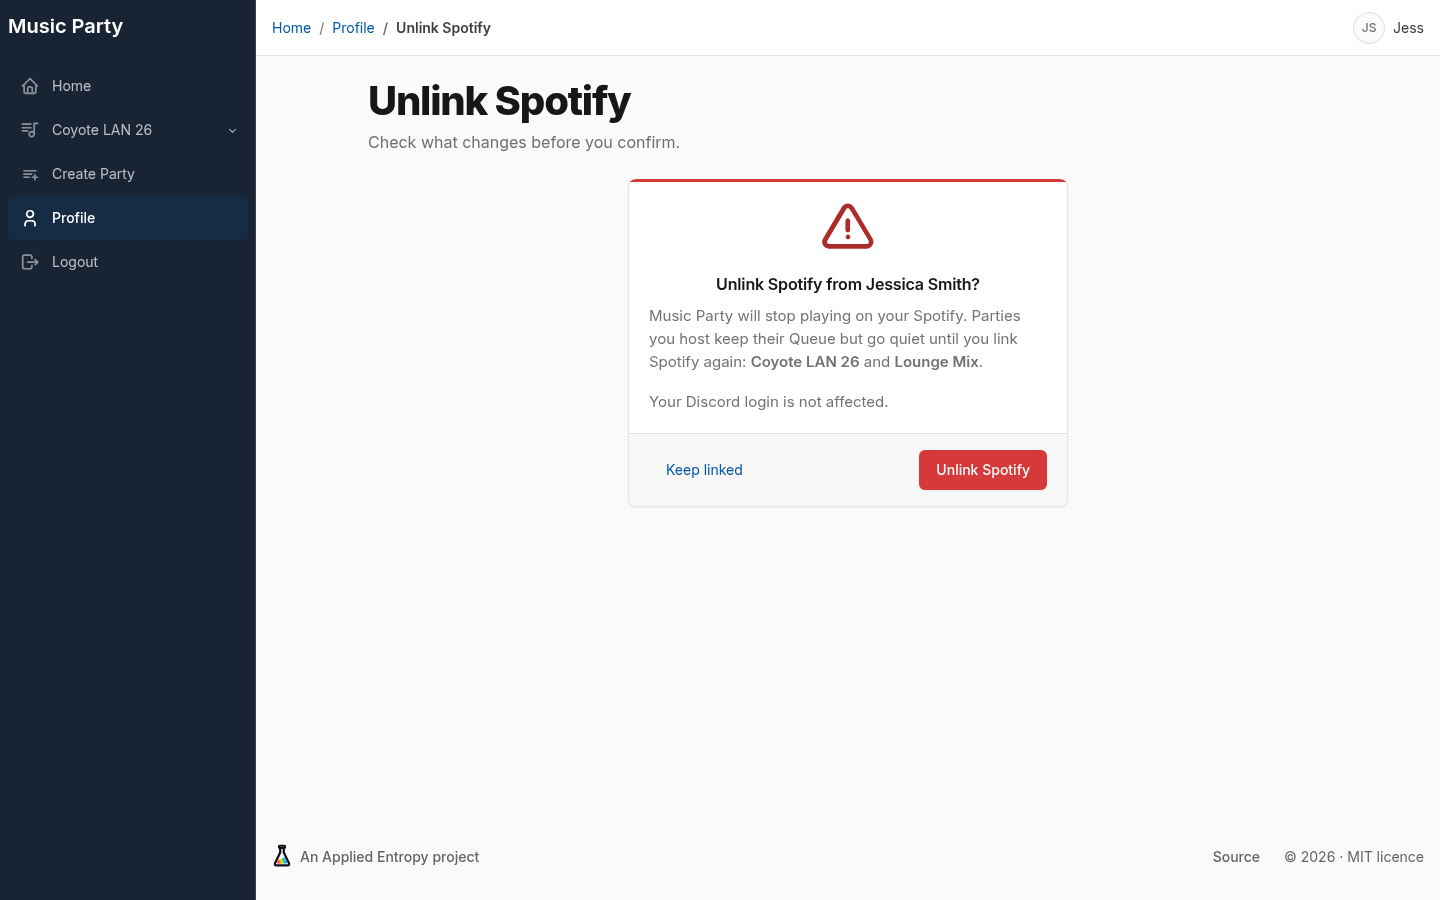 Music Party
Home
Coyote LAN 26
Create Party
Profile
Logout
Home / Profile / Unlink Spotify
JS Jess
Unlink Spotify
Check what changes before you confirm.
Unlink Spotify from Jessica Smith?
Music Party will stop playing on your Spotify. Parties
you host keep their Queue but go quiet until you link
Spotify again: Coyote LAN 26 and Lounge Mix.
Your Discord login is not affected.
Keep linked
Unlink Spotify
An Applied Entropy project
Source
© 2026 · MIT licence